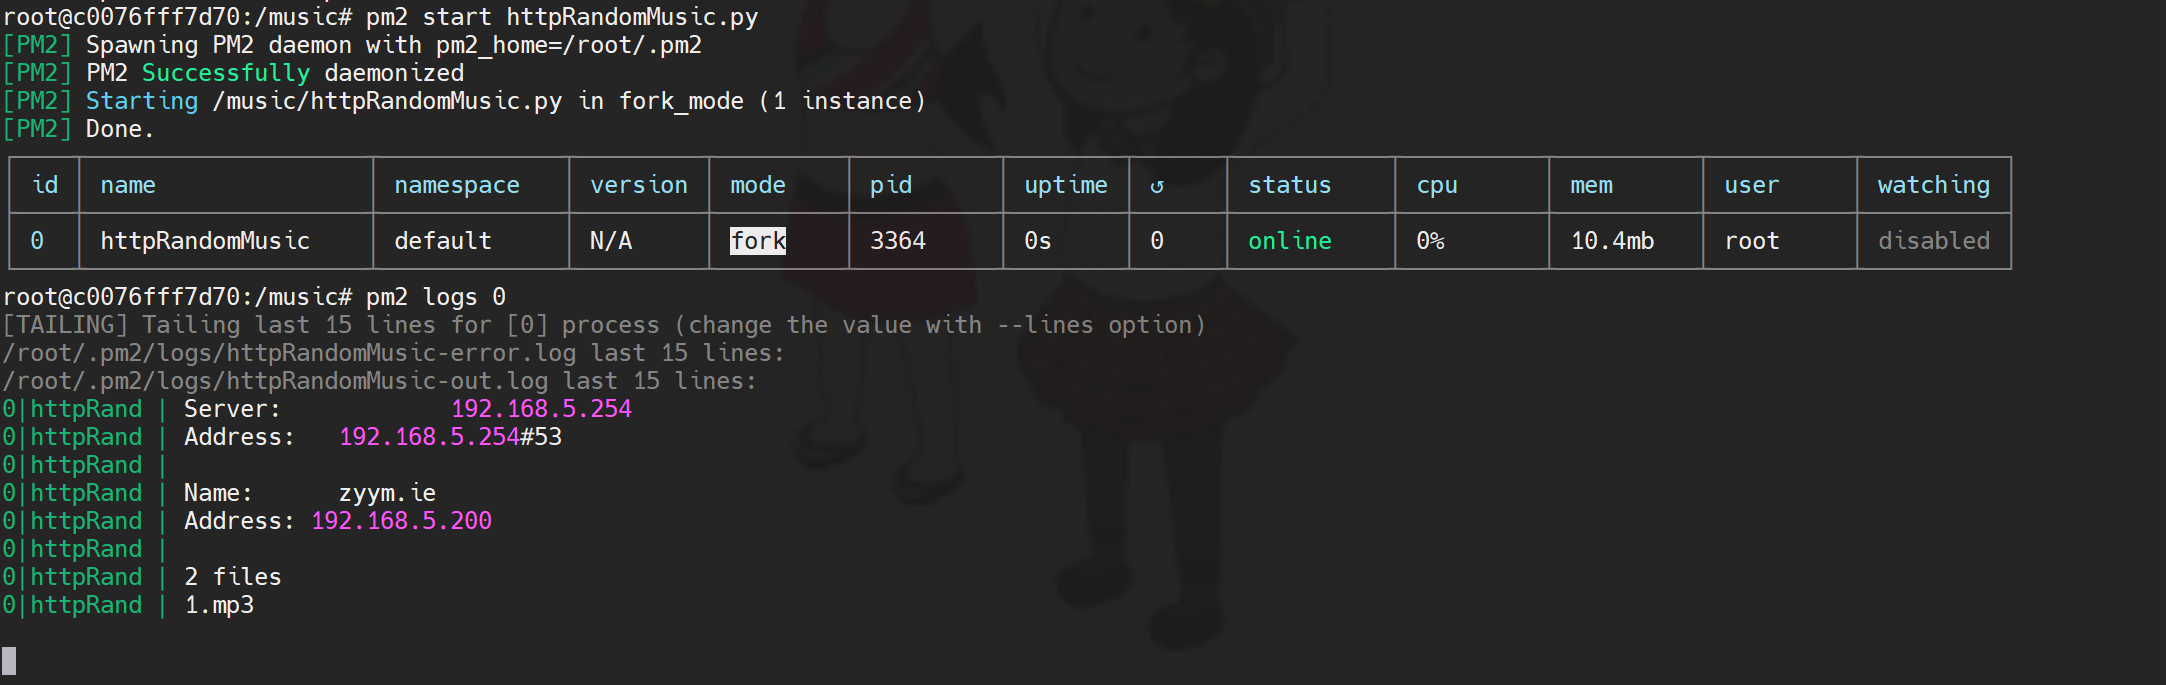 root@c0076fff7d70:/music# pm2 start httpRandomMusic.py
[PM2] Spawning PM2 daemon with pm2_home=/root/.pm2
[PM2] PM2 Successfully daemonized
[PM2] Starting /music/httpRandomMusic.py in fork_mode (1 instance)
[PM2] Done.
id name namespace version mode pid uptime ↺ status cpu mem user watching
0 httpRandomMusic default N/A fork 3364 0s 0 online 0% 10.4mb root disabled
root@c0076fff7d70:/music# pm2 logs 0
[TAILING] Tailing last 15 lines for [0] process (change the value with --lines option)
/root/.pm2/logs/httpRandomMusic-error.log last 15 lines:
/root/.pm2/logs/httpRandomMusic-out.log last 15 lines:
0|httpRand | Server: 192.168.5.254
0|httpRand | Address: 192.168.5.254#53
0|httpRand |
0|httpRand | Name: zyym.ie
0|httpRand | Address: 192.168.5.200
0|httpRand |
0|httpRand | 2 files
0|httpRand | 1.mp3